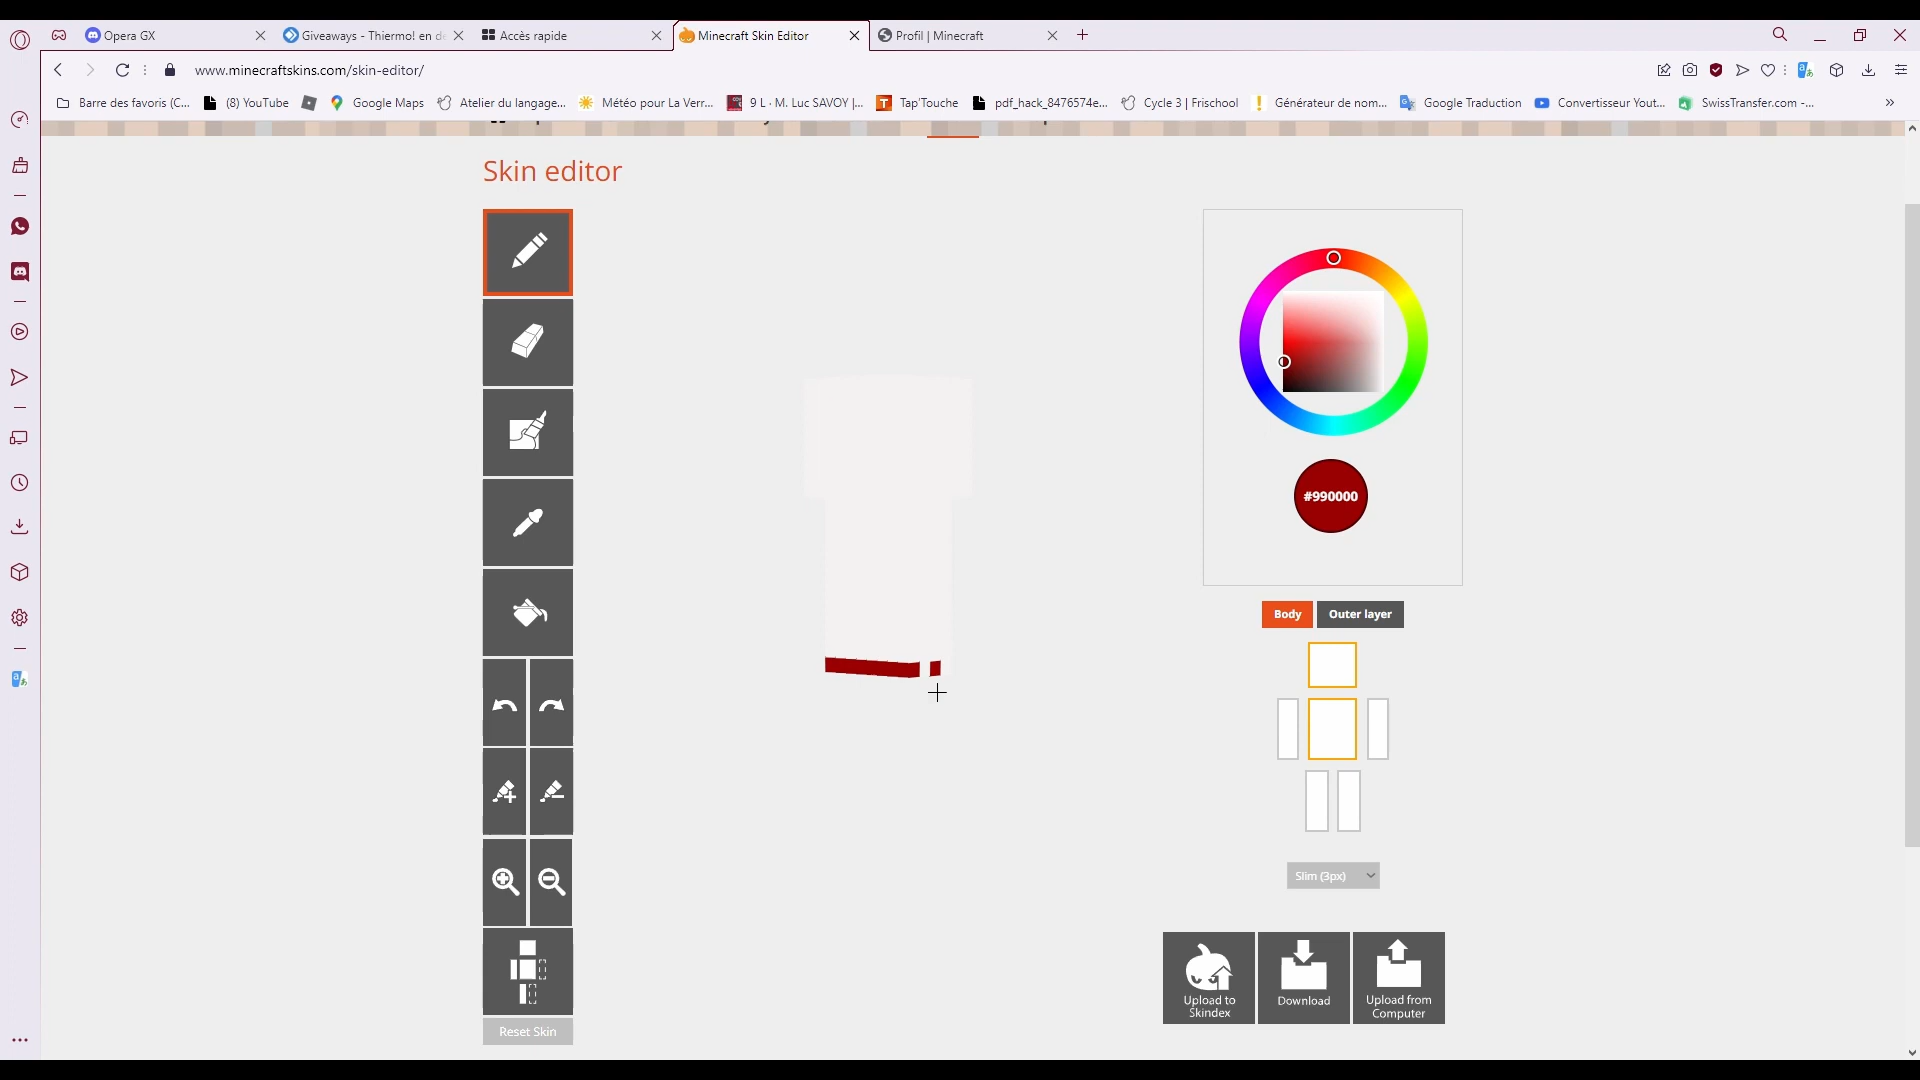 Opera GX
Giveaways - Thiermo! en de
Accès rapide
Minecraft Skin Editor
Profil | Minecraft
www.minecraftskins.com/skin-editor/
Barre des favoris (C...
(8) YouTube
Google Maps
Atelier du langage...
Météo pour La Verr...
9 L · M. Luc SAVOY |...
Tap'Touche
pdf_hack_8476574e...
Cycle 3 | Frischool
Générateur de nom...
Google Traduction
Convertisseur Yout...
SwissTransfer.com -...
Skin editor
#990000
Body
Outer layer
Slim (3px)
Upload to
Skindex
Download
Upload from
Computer
Reset Skin